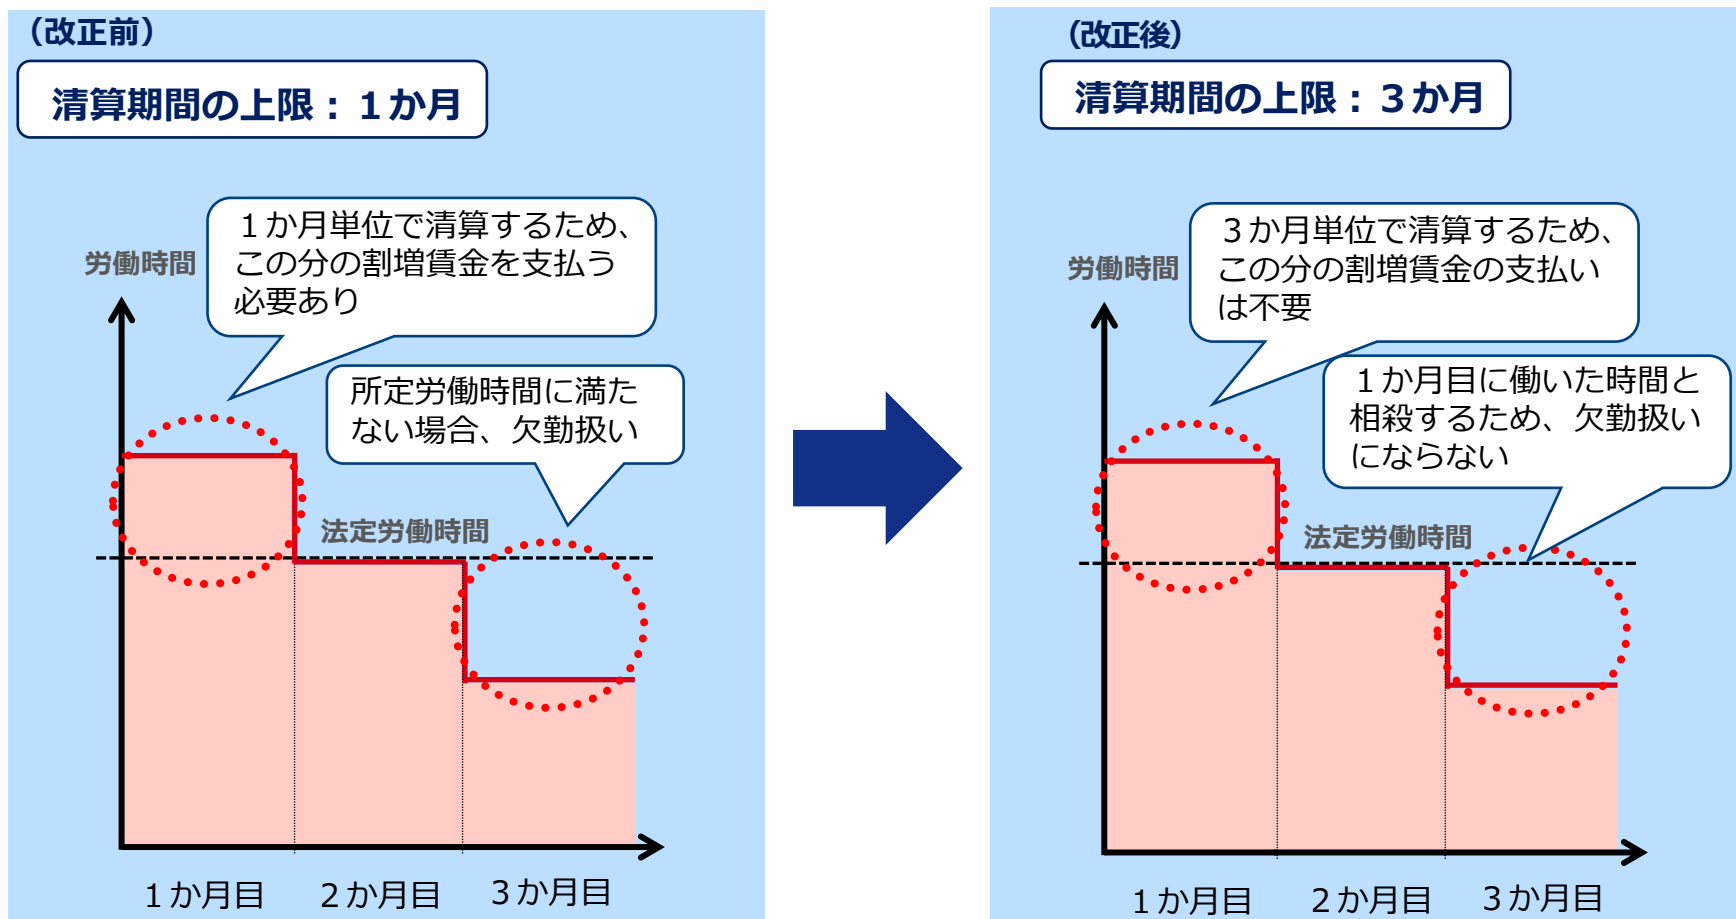 （改正前）
清算期間の上限：１か月
１か月単位で清算するため、
この分の割増賃金を支払う
必要あり
労働時間
所定労働時間に満た
ない場合、欠勤扱い
法定労働時間
１か月目
２か月目
３か月目
（改正後）
清算期間の上限：３か月
３か月単位で清算するため、
この分の割増賃金の支払い
は不要
労働時間
１か月目に働いた時間と
相殺するため、欠勤扱い
にならない
法定労働時間
１か月目
２か月目
３か月目